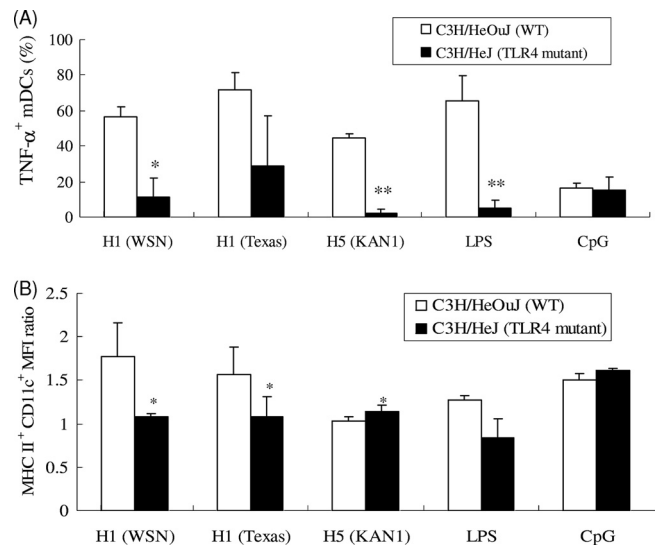 (A)
C3H/HeOuJ (WT)
C3H/HeJ (TLR4 mutant)
TNF-α⁺ mDCs (%)
100
80
60
40
20
0
*
**
**
H1 (WSN) H1 (Texas) H5 (KAN1) LPS CpG
(B)
C3H/HeOuJ (WT)
C3H/HeJ (TLR4 mutant)
MHC II⁺ CD11c⁺ MFI ratio
2.5
2
1.5
1
0.5
0
*
*
*
H1 (WSN) H1 (Texas) H5 (KAN1) LPS CpG